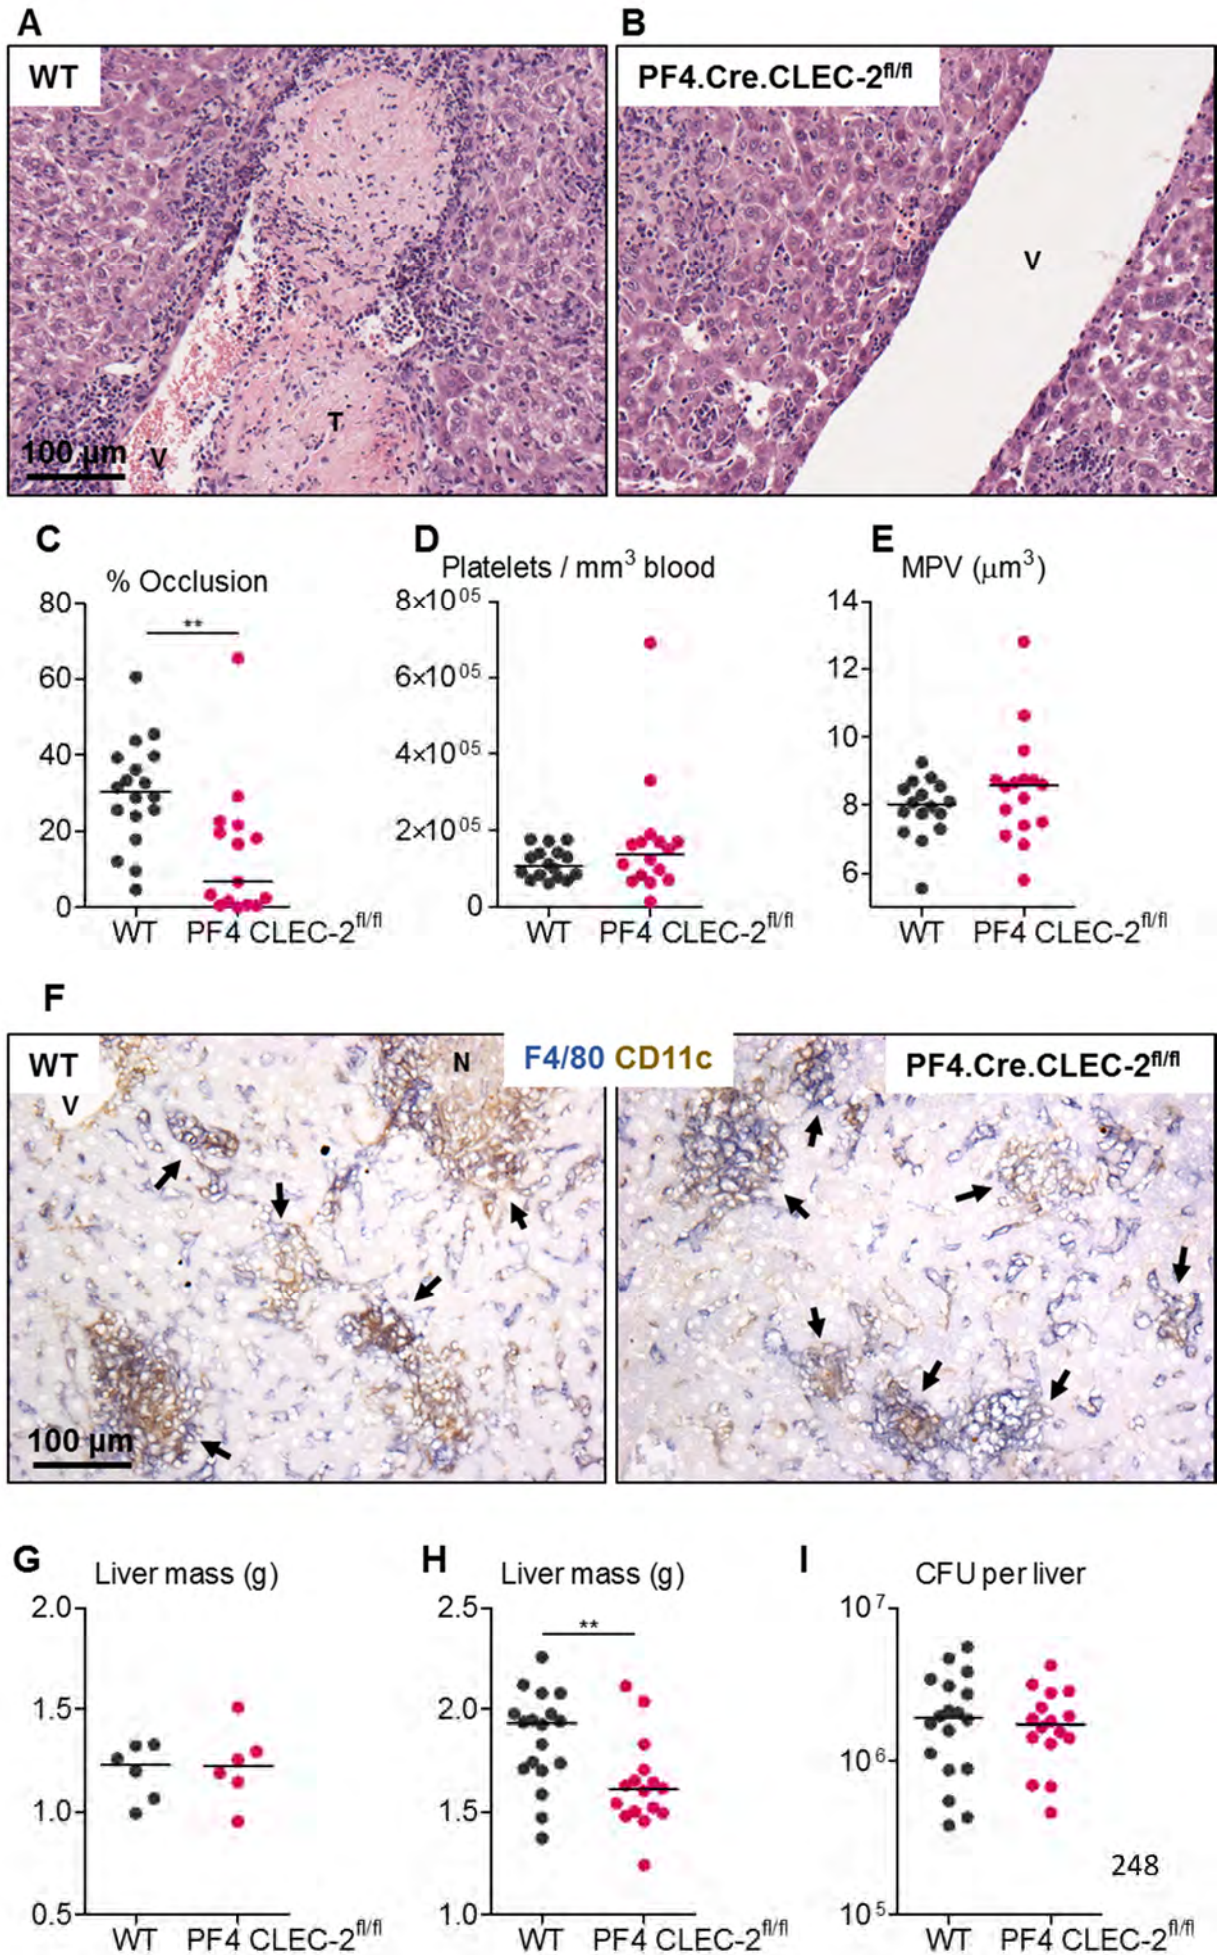 A
B
WT
PF4.Cre.CLEC-2fl/fl
V
T
V
100 µm
C
D
E
% Occlusion
Platelets / mm3 blood
MPV (µm3)
80
60
40
20
0
**
WT PF4 CLEC-2fl/fl
8×10 05
6×10 05
4×10 05
2×10 05
0
WT PF4 CLEC-2fl/fl
14
12
10
8
6
WT PF4 CLEC-2fl/fl
F
WT
V
N
F4/80 CD11c
PF4.Cre.CLEC-2fl/fl
100 µm
G
H
I
Liver mass (g)
Liver mass (g)
CFU per liver
2.0
1.5
1.0
0.5
WT PF4 CLEC-2fl/fl
2.5
**
2.0
1.5
1.0
WT PF4 CLEC-2fl/fl
10 7
10 6
10 5
WT PF4 CLEC-2fl/fl
248